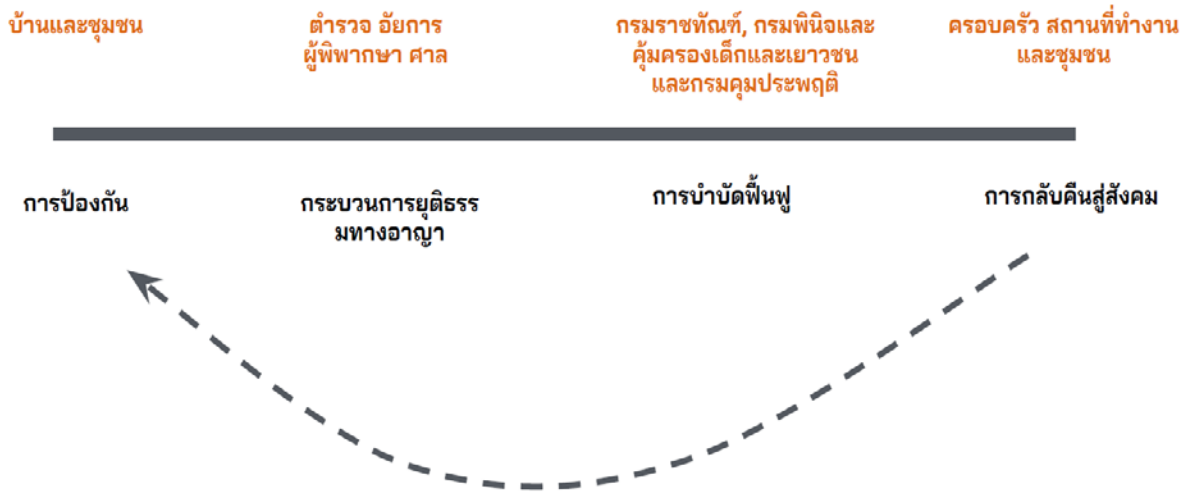 บ้านและชุมชน
ตำรวจ อัยการ
ผู้พิพากษา ศาล
กรมราชทัณฑ์, กรมพินิจและ
คุ้มครองเด็กและเยาวชน
และกรมคุมประพฤติ
ครอบครัว สถานที่ทำงาน
และชุมชน
การป้องกัน
กระบวนการยุติธรร
มทางอาญา
การบำบัดฟื้นฟู
การกลับคืนสู่สังคม